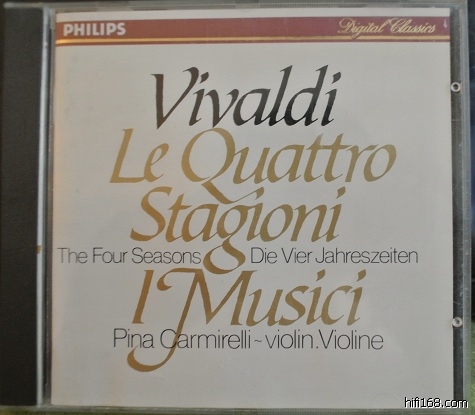 PHILIPS
Digital Classics
Vivaldi
Le Quattro
Stagioni
The Four Seasons Die Vier Jahreszeiten
I Musici
Pina Carmirelli ~ violin.Violine
hifi168.com